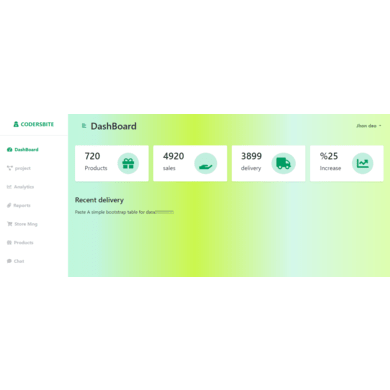 CODERSBITE
DashBoard
project
Analytics
Reports
Store Mng
Products
Chat
DashBoard
Jhon deo
720
Products
4920
sales
3899
delivery
%25
Increase
Recent delivery
Paste A simple bootstrap table for data